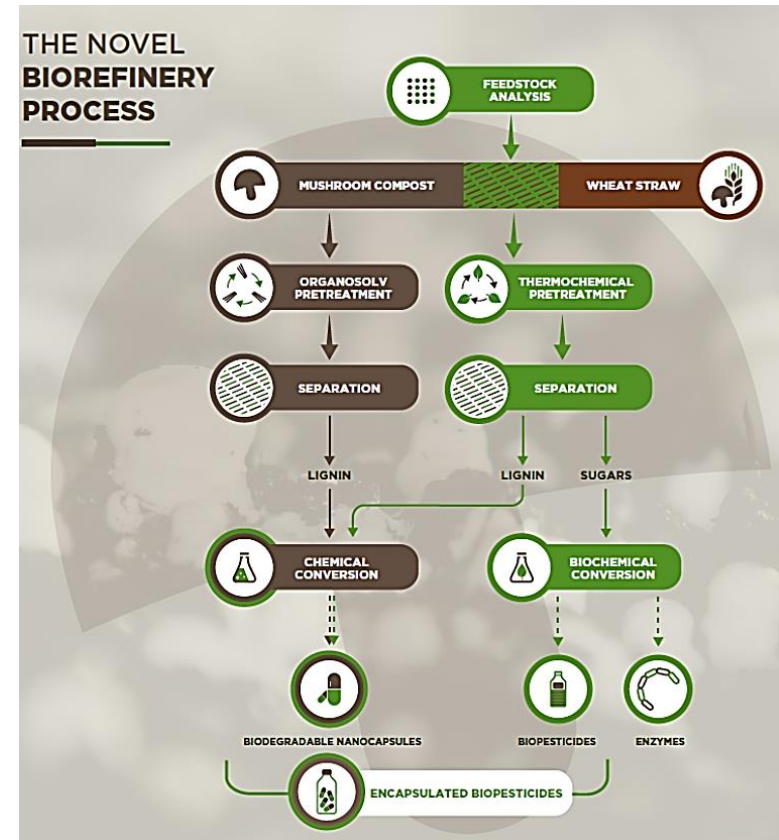 THE NOVEL
BIOREFINERY
PROCESS
FEEDSTOCK
ANALYSIS
MUSHROOM COMPOST
WHEAT STRAW
ORGANOSOLV
PRETREATMENT
THERMOCHEMICAL
PRETREATMENT
SEPARATION
SEPARATION
LIGNIN
LIGNIN
SUGARS
CHEMICAL
CONVERSION
BIOCHEMICAL
CONVERSION
BIODEGRADABLE NANOCAPSULES
BIOPESTICIDES
ENZYMES
ENCAPSULATED BIOPESTICIDES